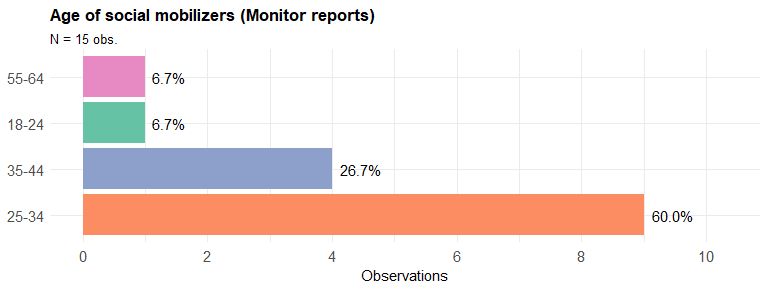 Age of social mobilizers (Monitor reports)
N = 15 obs.
55-64 6.7%
18-24 6.7%
35-44 26.7%
25-34 60.0%
0 2 4 6 8 10
Observations